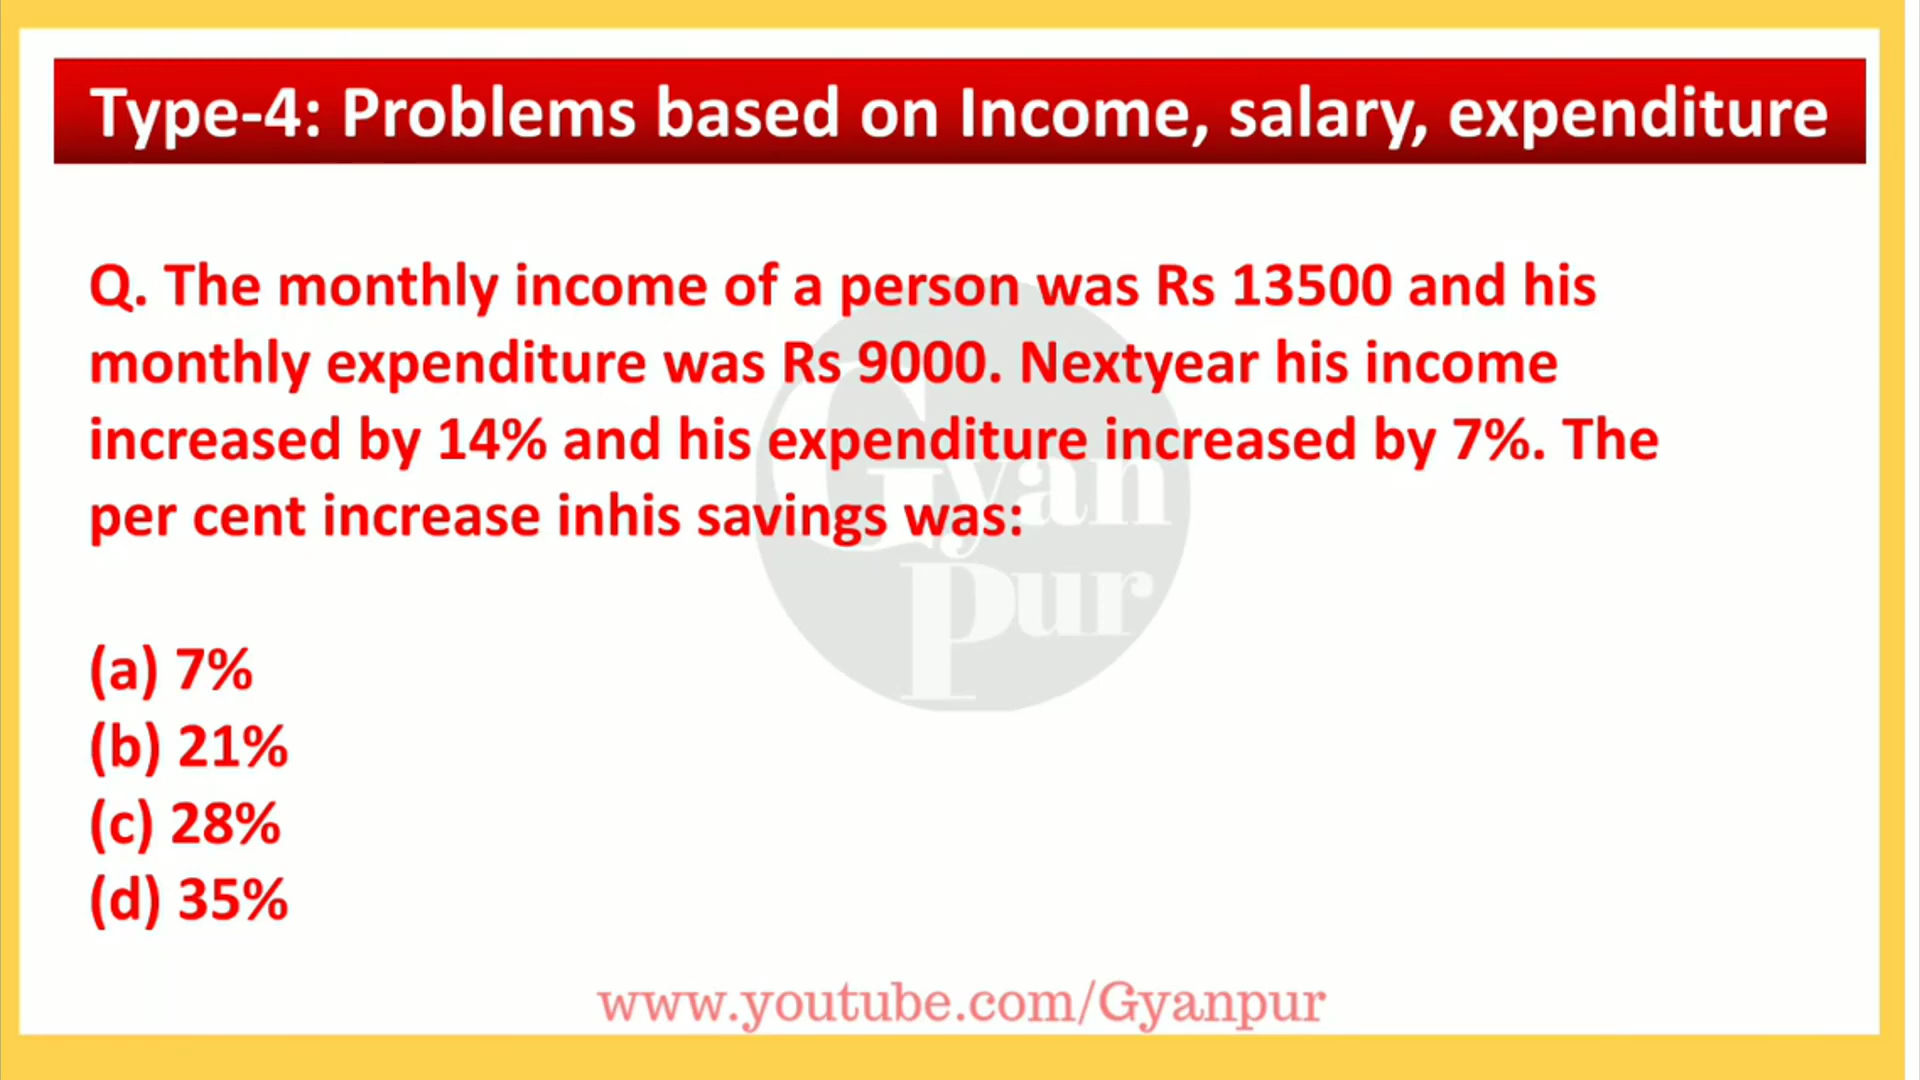 Type-4: Problems based on Income, salary, expenditure
Q. The monthly income of a person was Rs 13500 and his
monthly expenditure was Rs 9000. Nextyear his income
increased by 14% and his expenditure increased by 7%. The
per cent increase inhis savings was:
Gyan
Pur
(a) 7%
(b) 21%
(c) 28%
(d) 35%
www.youtube.com/Gyanpur